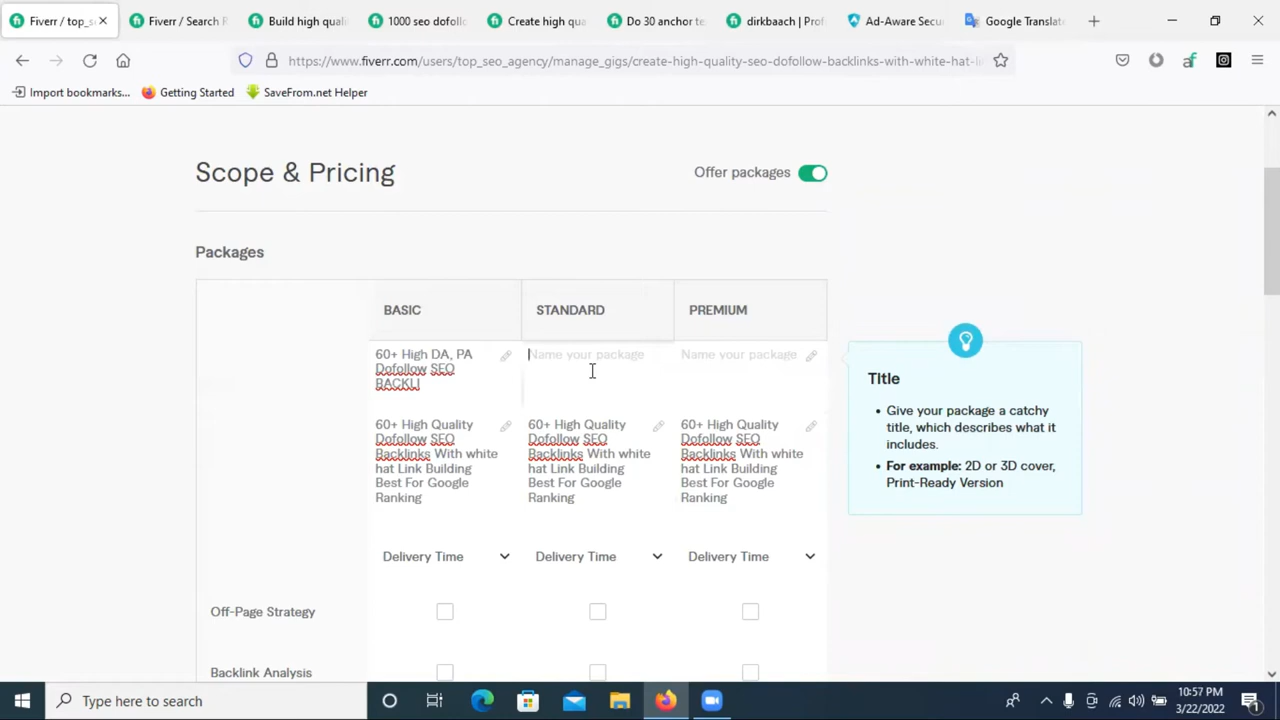 Fiverr / top_s
Fiverr / Search R
Build high quali
1000 seo dofollo
Create high qua
Do 30 anchor te
dirkbaach | Prof
Ad-Aware Secu
Google Translate
https://www.fiverr.com/users/top_seo_agency/manage_gigs/create-high-quality-seo-dofollow-backlinks-with-white-hat-li
Import bookmarks...
Getting Started
SaveFrom.net Helper
Scope & Pricing
Offer packages
Packages
BASIC
STANDARD
PREMIUM
60+ High DA, PA
Dofollow SEO
BACKLI
Name your package
Name your package
60+ High Quality
Dofollow SEO
Backlinks With white
hat Link Building
Best For Google
Ranking
60+ High Quality
Dofollow SEO
Backlinks With white
hat Link Building
Best For Google
Ranking
60+ High Quality
Dofollow SEO
Backlinks With white
hat Link Building
Best For Google
Ranking
Delivery Time
Delivery Time
Delivery Time
Off-Page Strategy
Backlink Analysis
Title
• Give your package a catchy
title, which describes what it
includes.
• For example: 2D or 3D cover,
Print-Ready Version
Type here to search
10:57 PM
3/22/2022
1